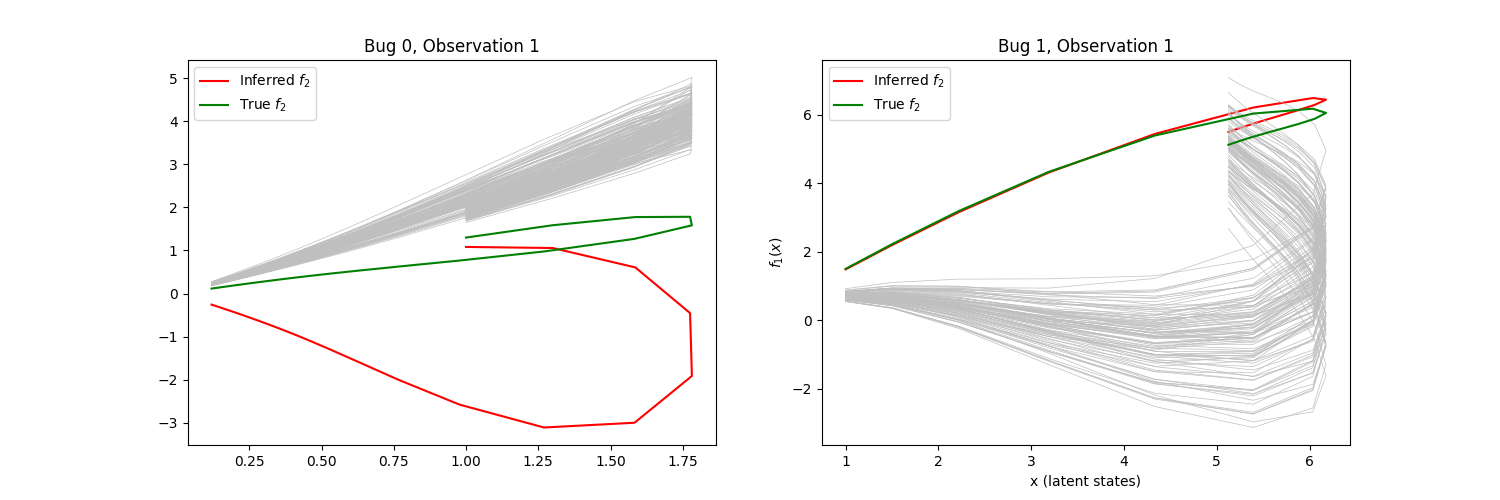 Bug 0, Observation 1
Inferred f₂
True f₂
5
4
3
2
1
0
−1
−2
−3
0.25 0.50 0.75 1.00 1.25 1.50 1.75
Bug 1, Observation 1
Inferred f₂
True f₂
f₁(x)
6
4
2
0
−2
1 2 3 4 5 6
x (latent states)